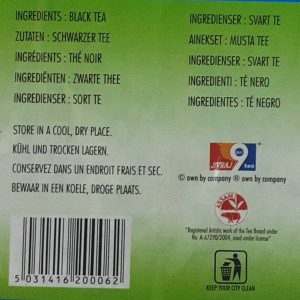 INGREDIENTS : BLACK TEA
ZUTATEN : SCHWARZER TEE
INGRÉDIENTS : THÉ NOIR
INGREDIËNTEN : ZWARTE THEE
INGREDIENSER : SORT TE
STORE IN A COOL, DRY PLACE.
KÜHL UND TROCKEN LAGERN.
CONSERVEZ DANS UN ENDROIT FRAIS ET SEC.
BEWAAR IN EEN KOELE, DROGE PLAATS.
5 031416 200062
INGREDIENSER : SVART TE
AINEKSET : MUSTA TEE
INGREDIENSER : SVART TE
INGREDIENTI : TÈ NERO
INGREDIENTES : TÉ NEGRO
JIVRAJ 9 tea
© own by company ® own by company
ASSAM
"Registered Artistic work of the Tea Board under
No. A-67290/2004, used under license"
KEEP YOUR CITY CLEAN